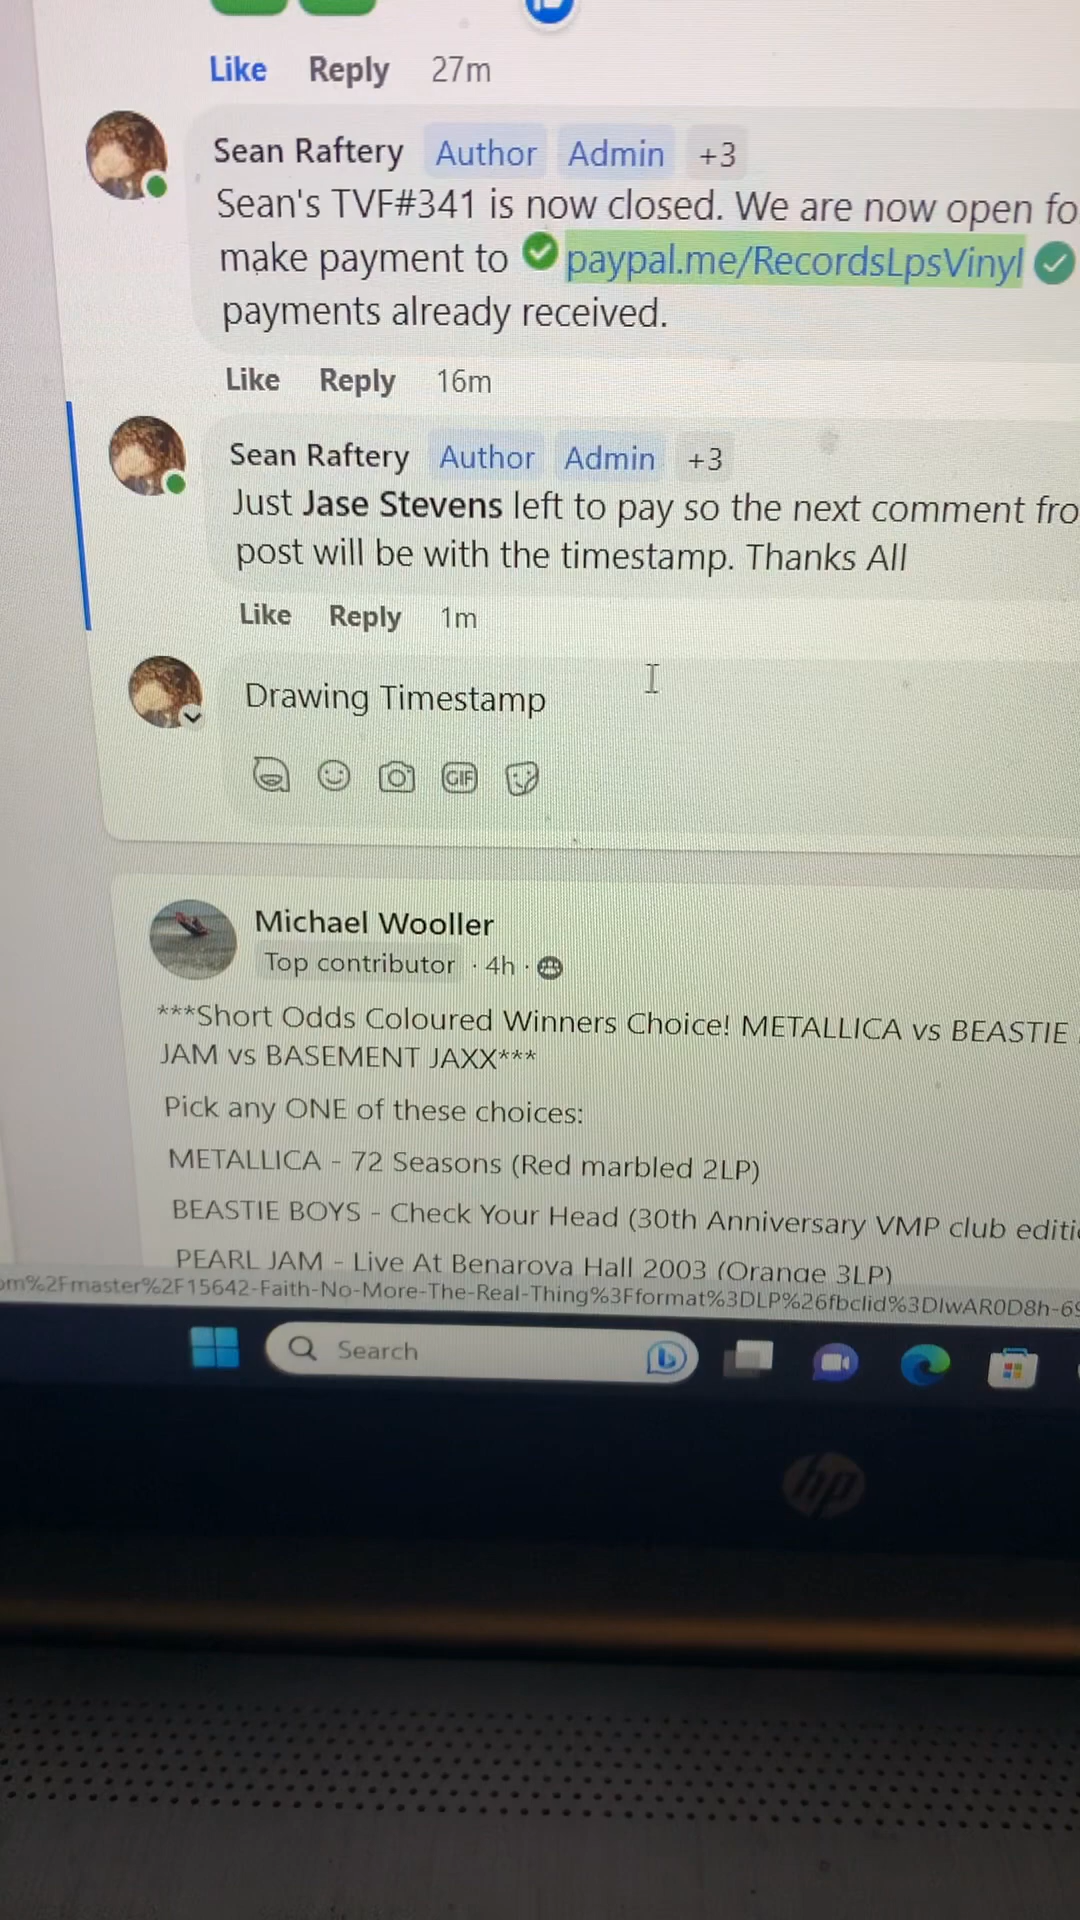 Like Reply 27m
Sean Raftery Author Admin +3
Sean's TVF#341 is now closed. We are now open fo
make payment to paypal.me/RecordsLpsVinyl
payments already received.
Like Reply 16m
Sean Raftery Author Admin +3
Just Jase Stevens left to pay so the next comment fro
post will be with the timestamp. Thanks All
Like Reply 1m
Drawing Timestamp
GIF
Michael Wooller
Top contributor · 4h ·
***Short Odds Coloured Winners Choice! METALLICA vs BEASTIE
JAM vs BASEMENT JAXX***
Pick any ONE of these choices:
METALLICA - 72 Seasons (Red marbled 2LP)
BEASTIE BOYS - Check Your Head (30th Anniversary VMP club editi
PEARL JAM - Live At Benarova Hall 2003 (Orange 3LP)
om%2Fmaster%2F15642-Faith-No-More-The-Real-Thing%3Fformat%3DLP%26fbclid%3DIwAR0D8h-69
Search
hp